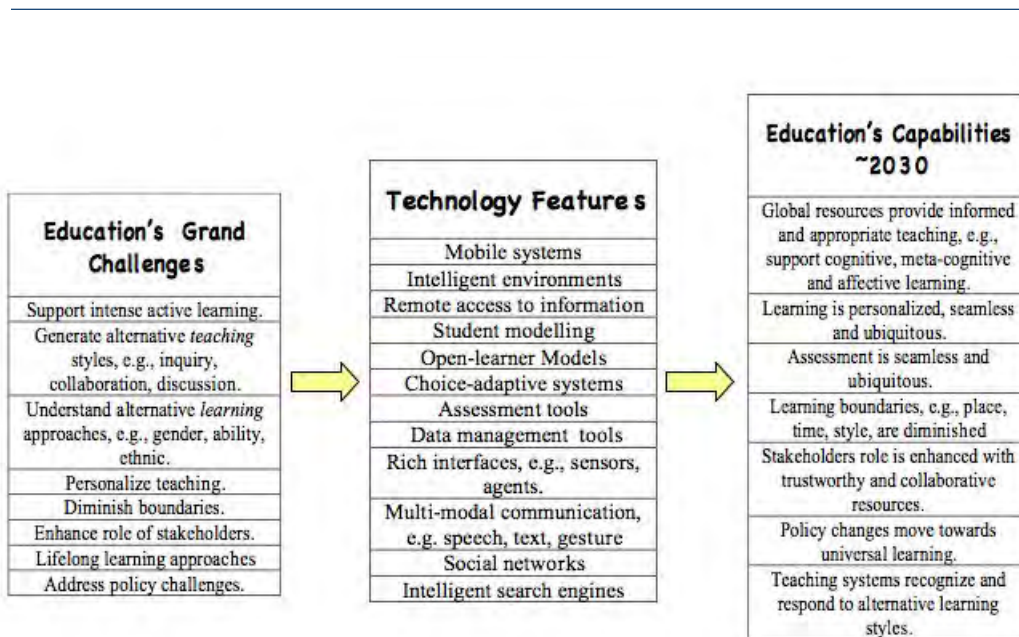 Education's Grand
Challenges
Support intense active learning.
Generate alternative teaching
styles, e.g., inquiry,
collaboration, discussion.
Understand alternative learning
approaches, e.g., gender, ability,
ethnic.
Personalize teaching.
Diminish boundaries.
Enhance role of stakeholders.
Lifelong learning approaches
Address policy challenges.
Technology Features
Mobile systems
Intelligent environments
Remote access to information
Student modelling
Open-learner Models
Choice-adaptive systems
Assessment tools
Data management tools
Rich interfaces, e.g., sensors,
agents.
Multi-modal communication,
e.g. speech, text, gesture
Social networks
Intelligent search engines
Education's Capabilities
~2030
Global resources provide informed
and appropriate teaching, e.g.,
support cognitive, meta-cognitive
and affective learning.
Learning is personalized, seamless
and ubiquitous.
Assessment is seamless and
ubiquitous.
Learning boundaries, e.g., place,
time, style, are diminished
Stakeholders role is enhanced with
trustworthy and collaborative
resources.
Policy changes move towards
universal learning.
Teaching systems recognize and
respond to alternative learning
styles.